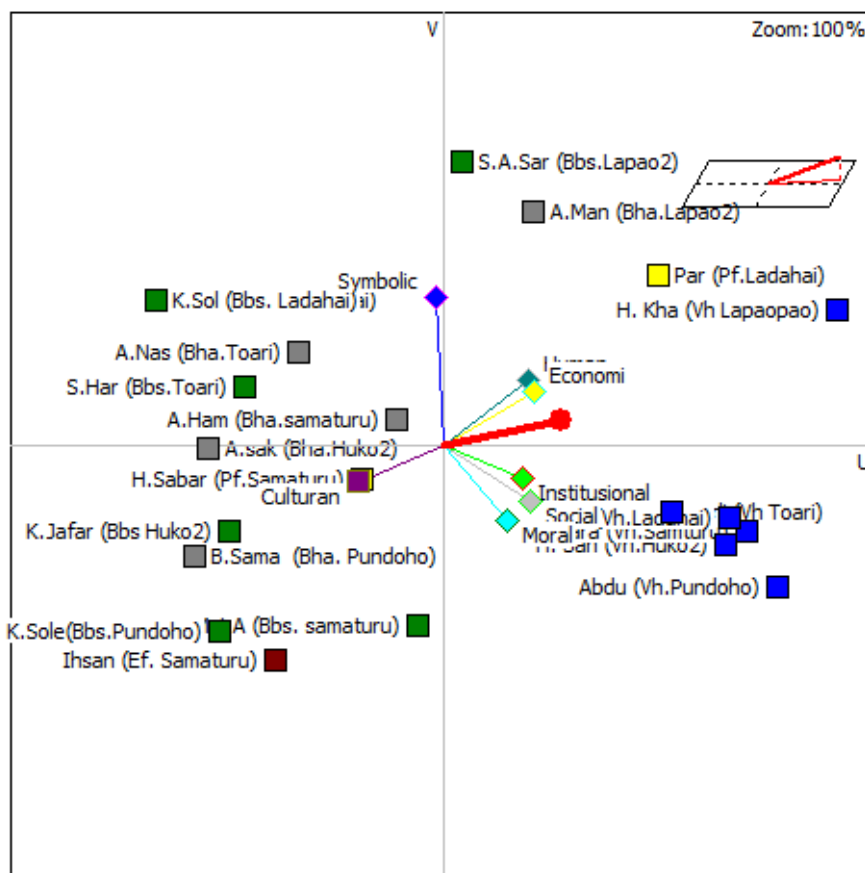 V
Zoom:100%
S.A.Sar (Bbs.Lapao2)
A.Man (Bha.Lapao2)
Par (Pf.Ladahai)
Symbolic
K.Sol (Bbs. Ladahai)
H. Kha (Vh Lapaopao)
A.Nas (Bha.Toari)
Economi
S.Har (Bbs.Toari)
A.Ham (Bha.samaturu)
A.sak (Bha.Huko2)
U
H.Sabar (Pf.Samaturu)
Culturan
Institusional
Social
(Vh Toari)
K.Jafar (Bbs Huko2)
Moral
B.Sama (Bha. Pundoho)
Abdu (Vh.Pundoho)
K.Sole(Bbs.Pundoho)
A (Bbs. samaturu)
Ihsan (Ef. Samaturu)